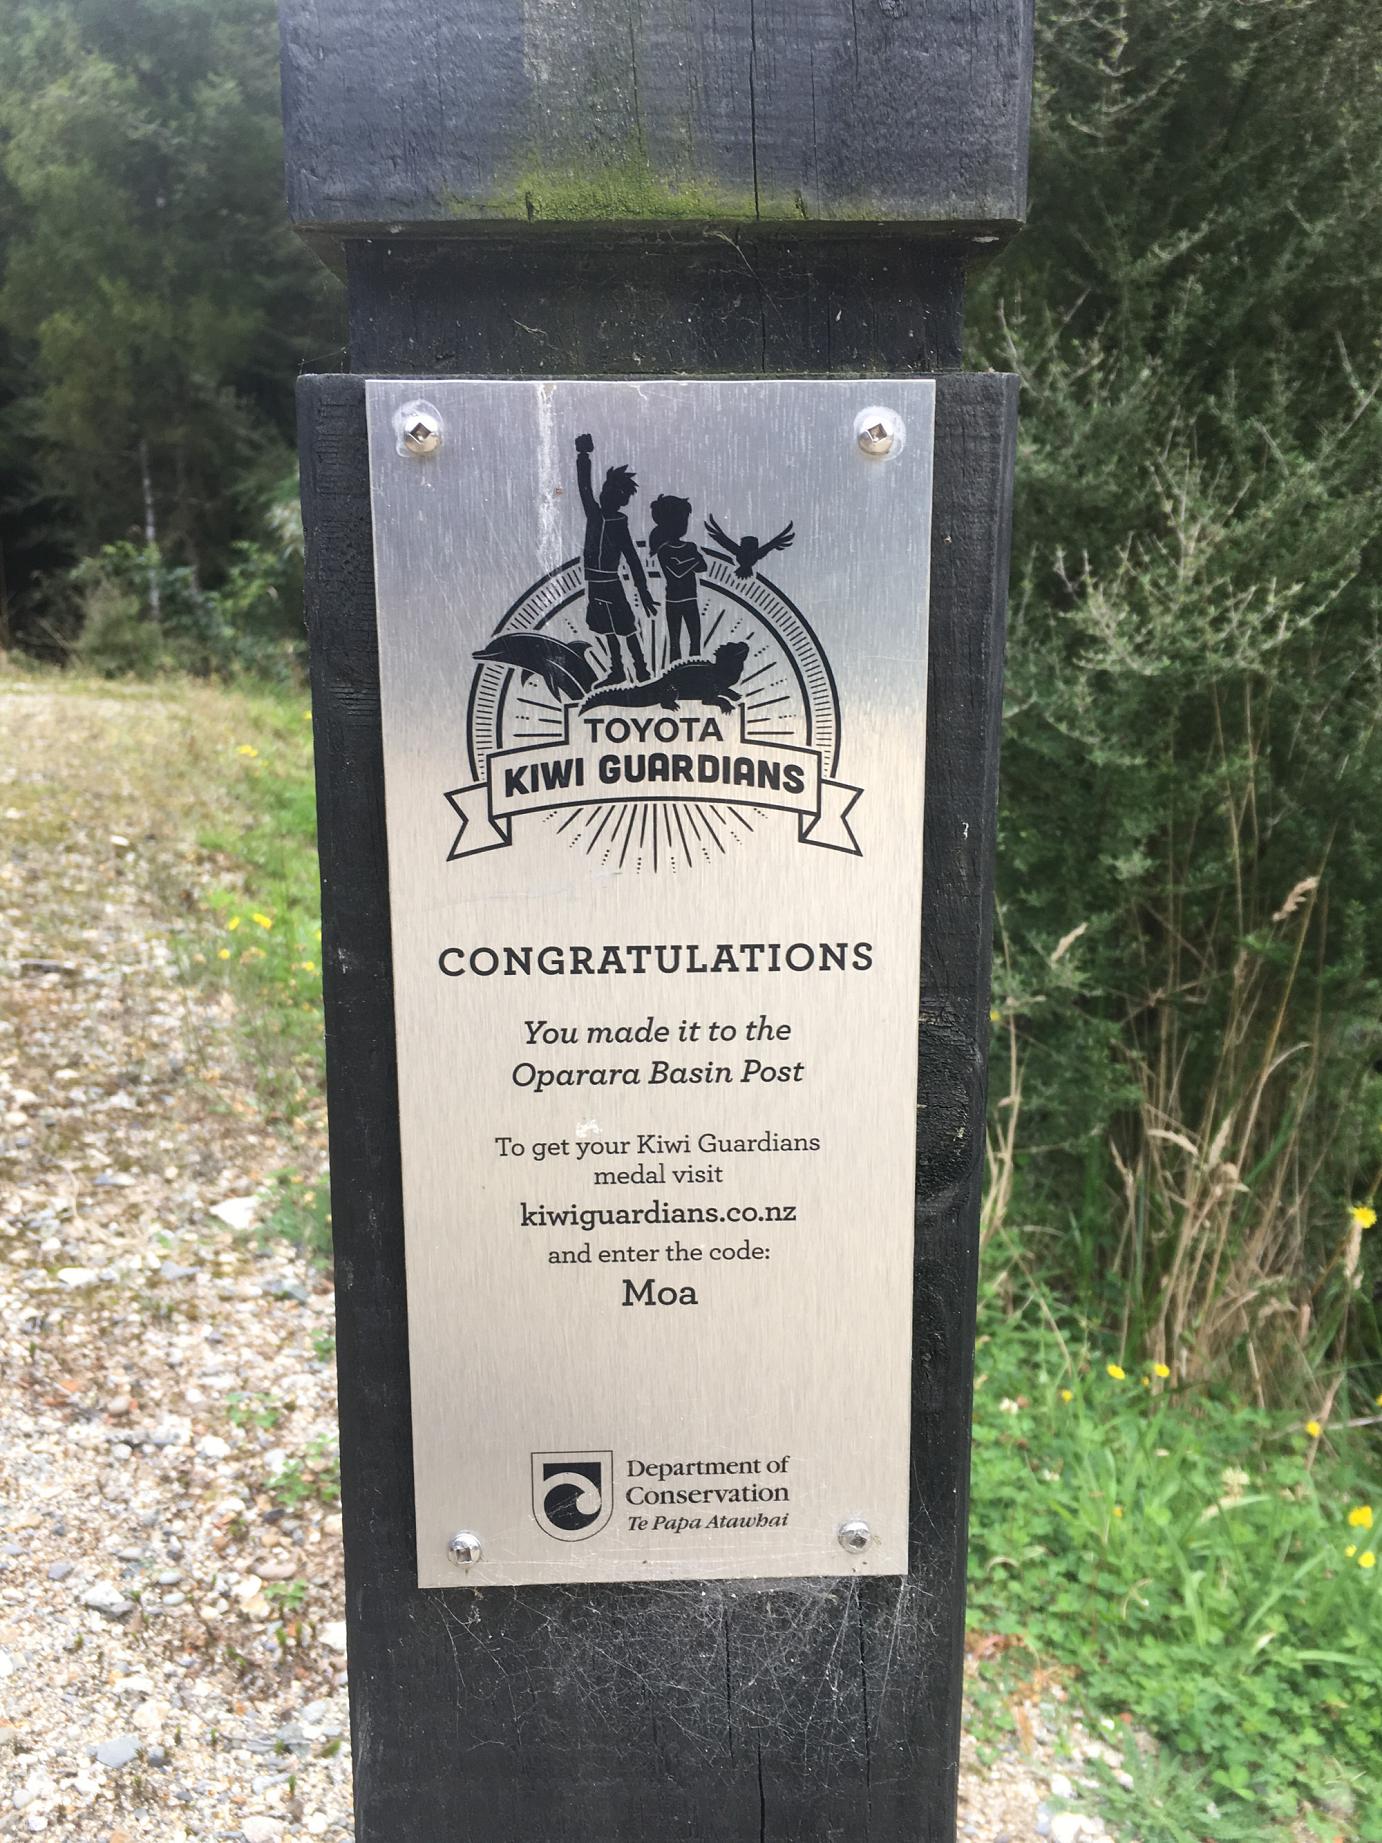 TOYOTA
KIWI GUARDIANS
CONGRATULATIONS
You made it to the
Oparara Basin Post
To get your Kiwi Guardians
medal visit
kiwiguardians.co.nz
and enter the code:
Moa
Department of
Conservation
Te Papa Atawhai